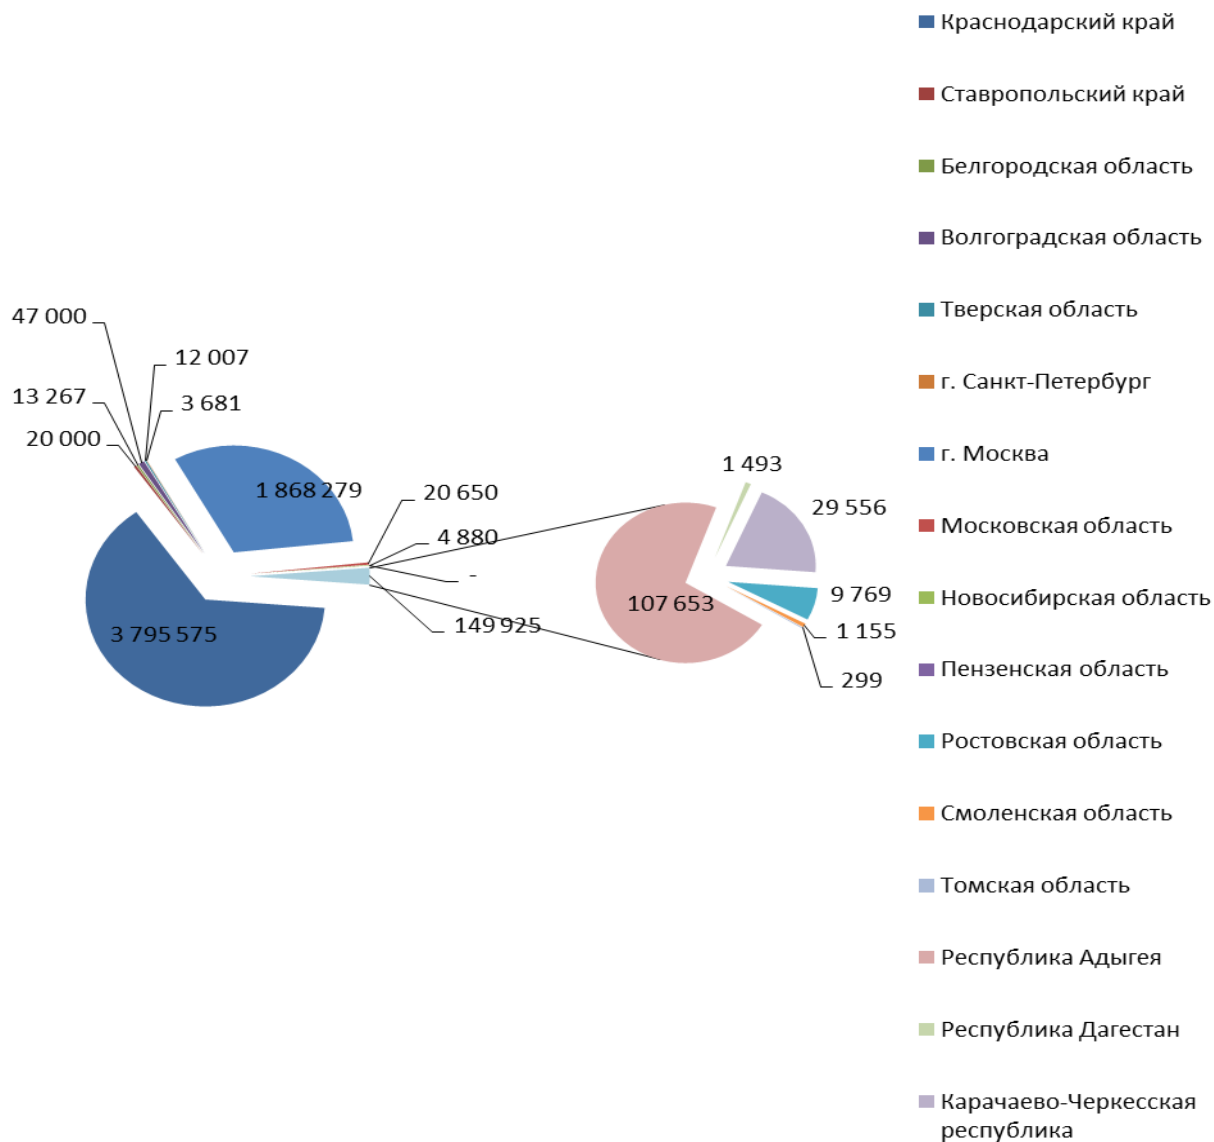 47 000
12 007
13 267
3 681
20 000
1 868 279
20 650
4 880
-
149 925
3 795 575
1 493
29 556
107 653
9 769
1 155
299
Краснодарский край
Ставропольский край
Белгородская область
Волгоградская область
Тверская область
г. Санкт-Петербург
г. Москва
Московская область
Новосибирская область
Пензенская область
Ростовская область
Смоленская область
Томская область
Республика Адыгея
Республика Дагестан
Карачаево-Черкесская
республика